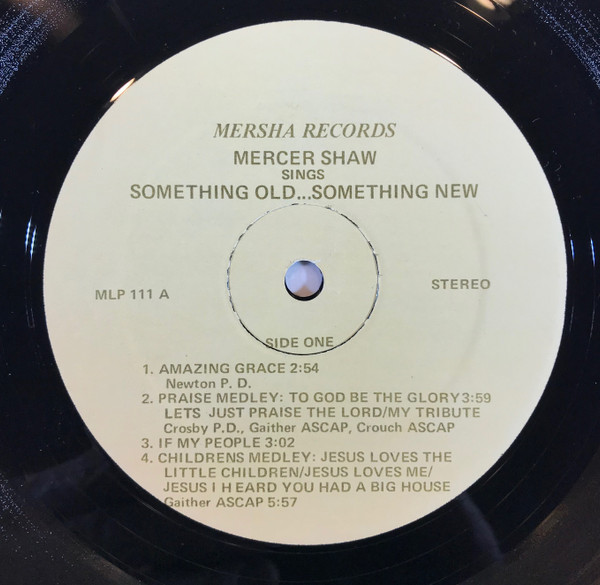 MERSHA RECORDS
MERCER SHAW
SINGS
SOMETHING OLD...SOMETHING NEW
MLP 111 A
STEREO
SIDE ONE
1. AMAZING GRACE 2:54
Newton P. D.
2. PRAISE MEDLEY: TO GOD BE THE GLORY3:59
LETS JUST PRAISE THE LORD/MY TRIBUTE
Crosby P.D., Gaither ASCAP, Crouch ASCAP
3. IF MY PEOPLE 3:02
4. CHILDRENS MEDLEY: JESUS LOVES THE
LITTLE CHILDREN/JESUS LOVES ME/
JESUS I HEARD YOU HAD A BIG HOUSE
Gaither ASCAP 5:57